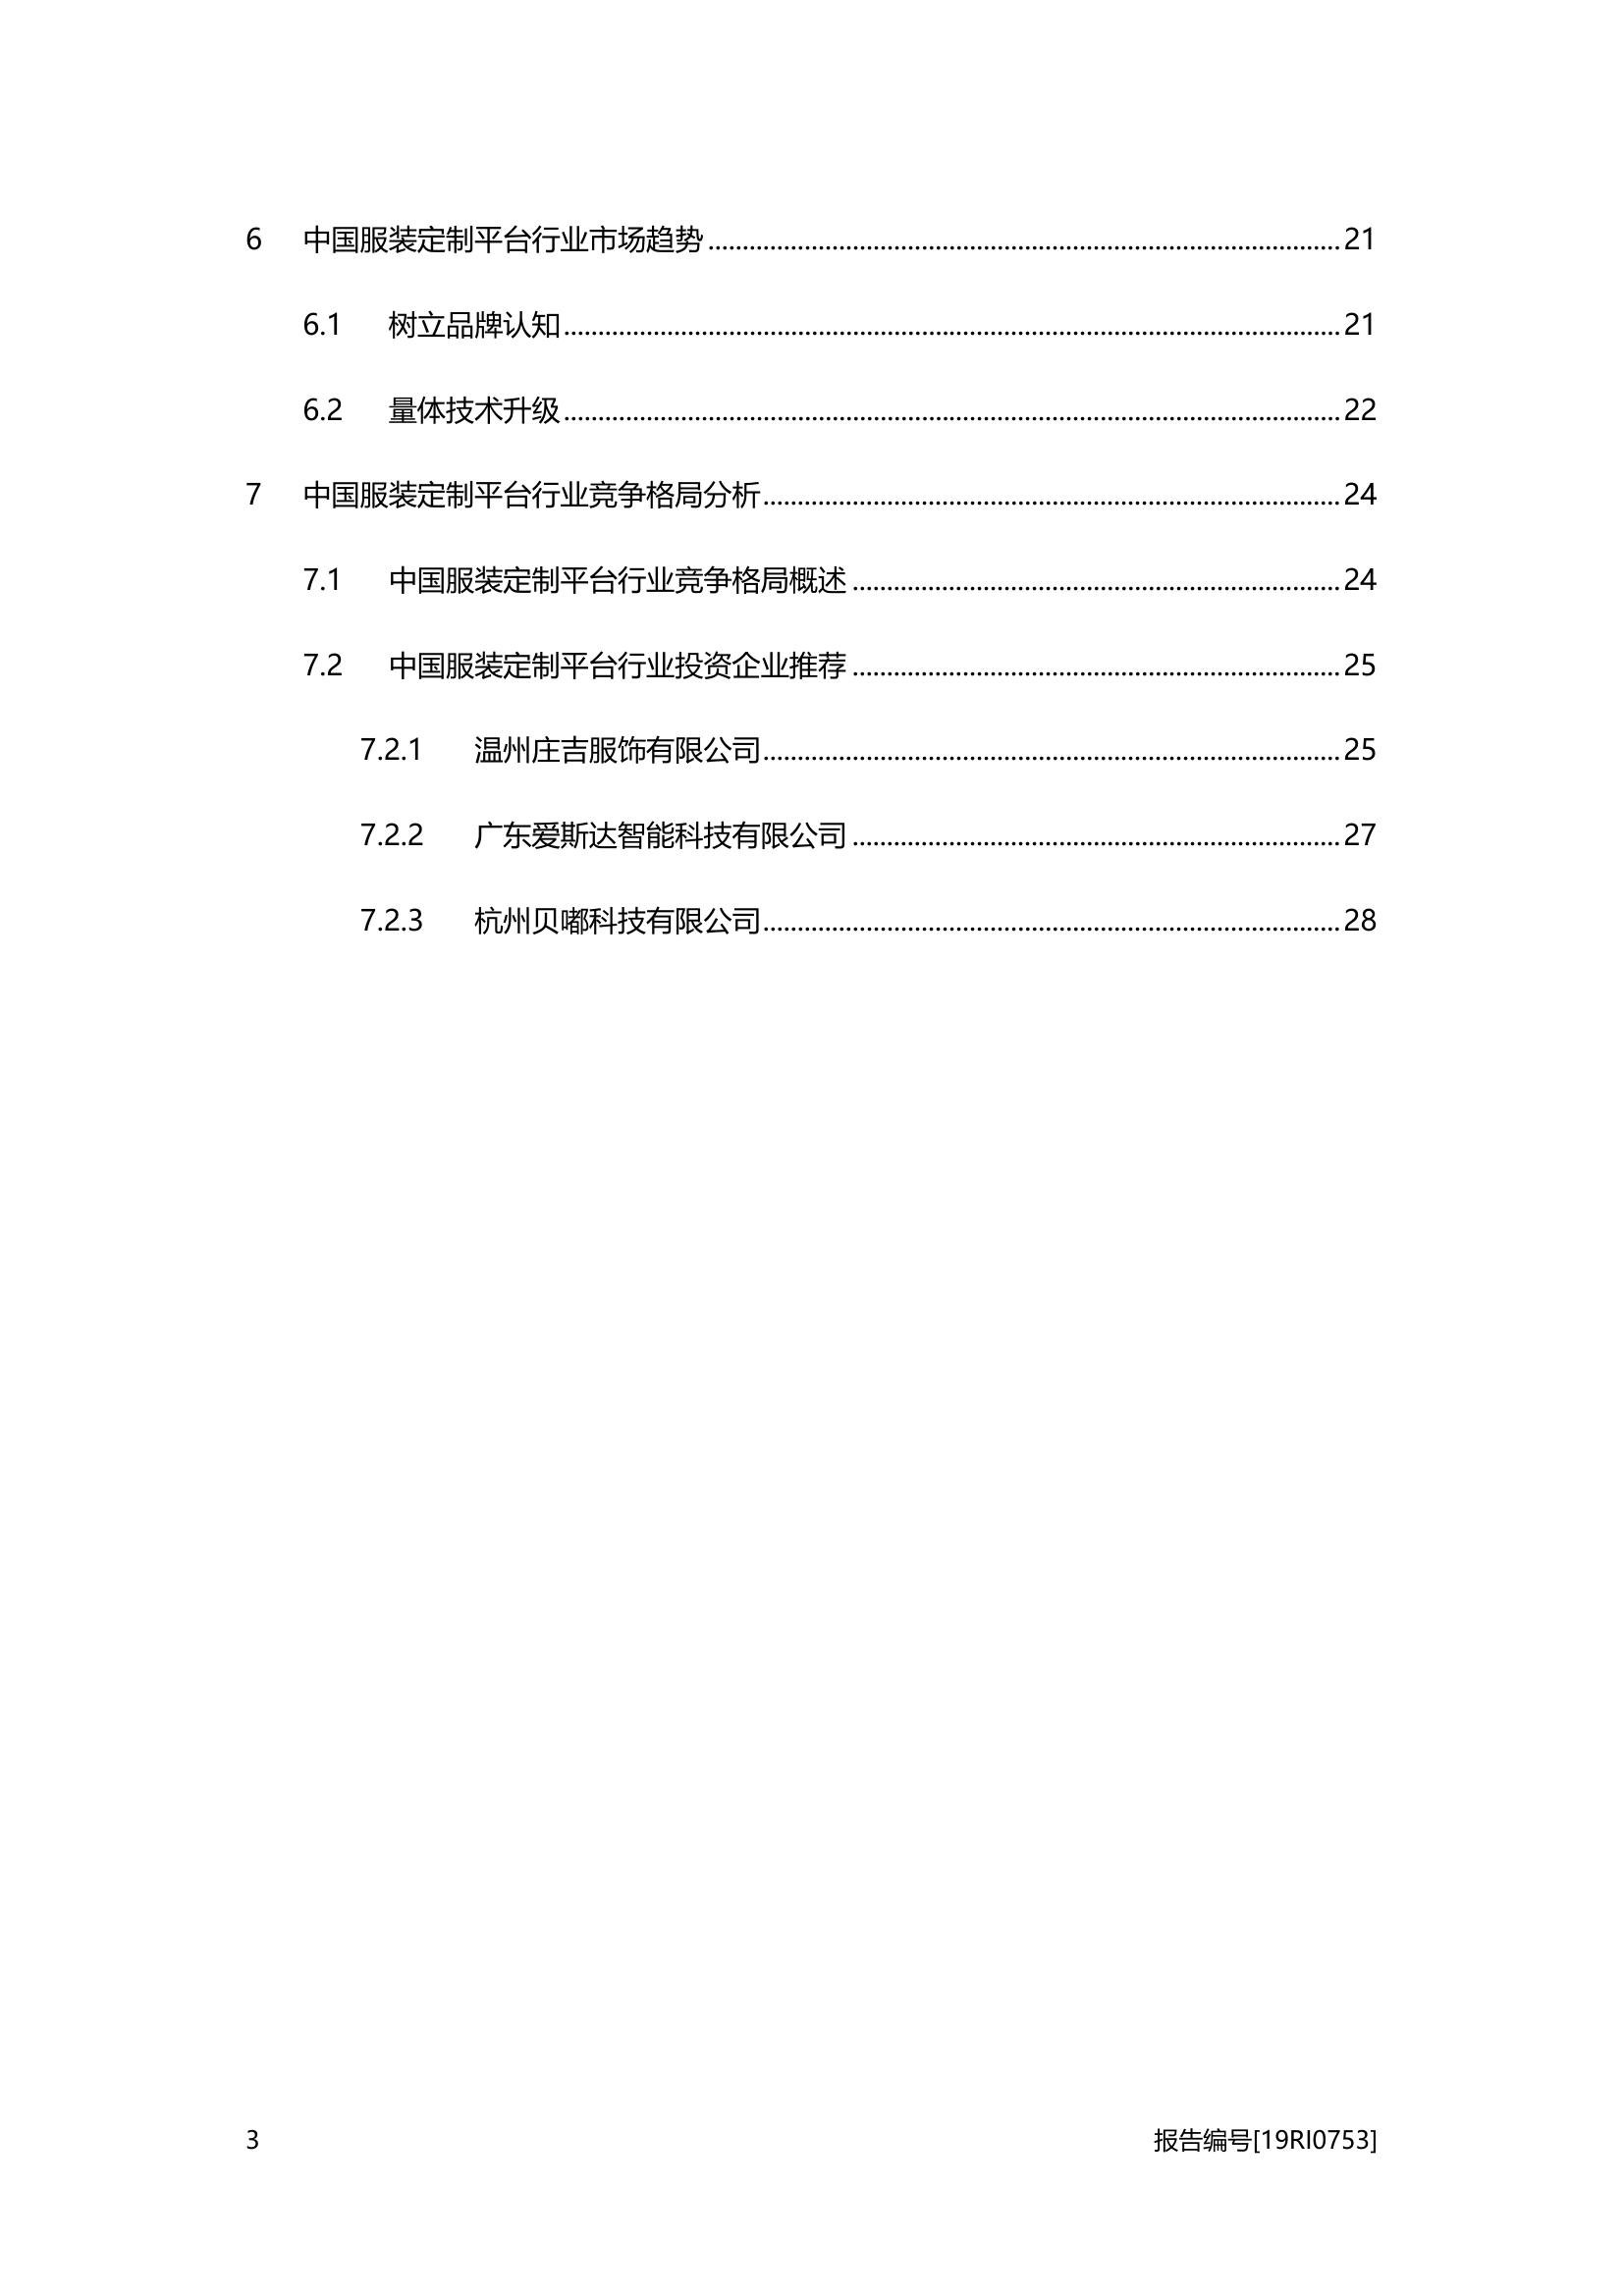 6 中国服装定制平台行业市场趋势 ........ 21
6.1 树立品牌认知 ........ 21
6.2 量体技术升级 ........ 22
7 中国服装定制平台行业竞争格局分析 ........ 24
7.1 中国服装定制平台行业竞争格局概述 ........ 24
7.2 中国服装定制平台行业投资企业推荐 ........ 25
7.2.1 温州庄吉服饰有限公司 ........ 25
7.2.2 广东爱斯达智能科技有限公司 ........ 27
7.2.3 杭州贝嘟科技有限公司 ........ 28
3 报告编号[19RI0753]